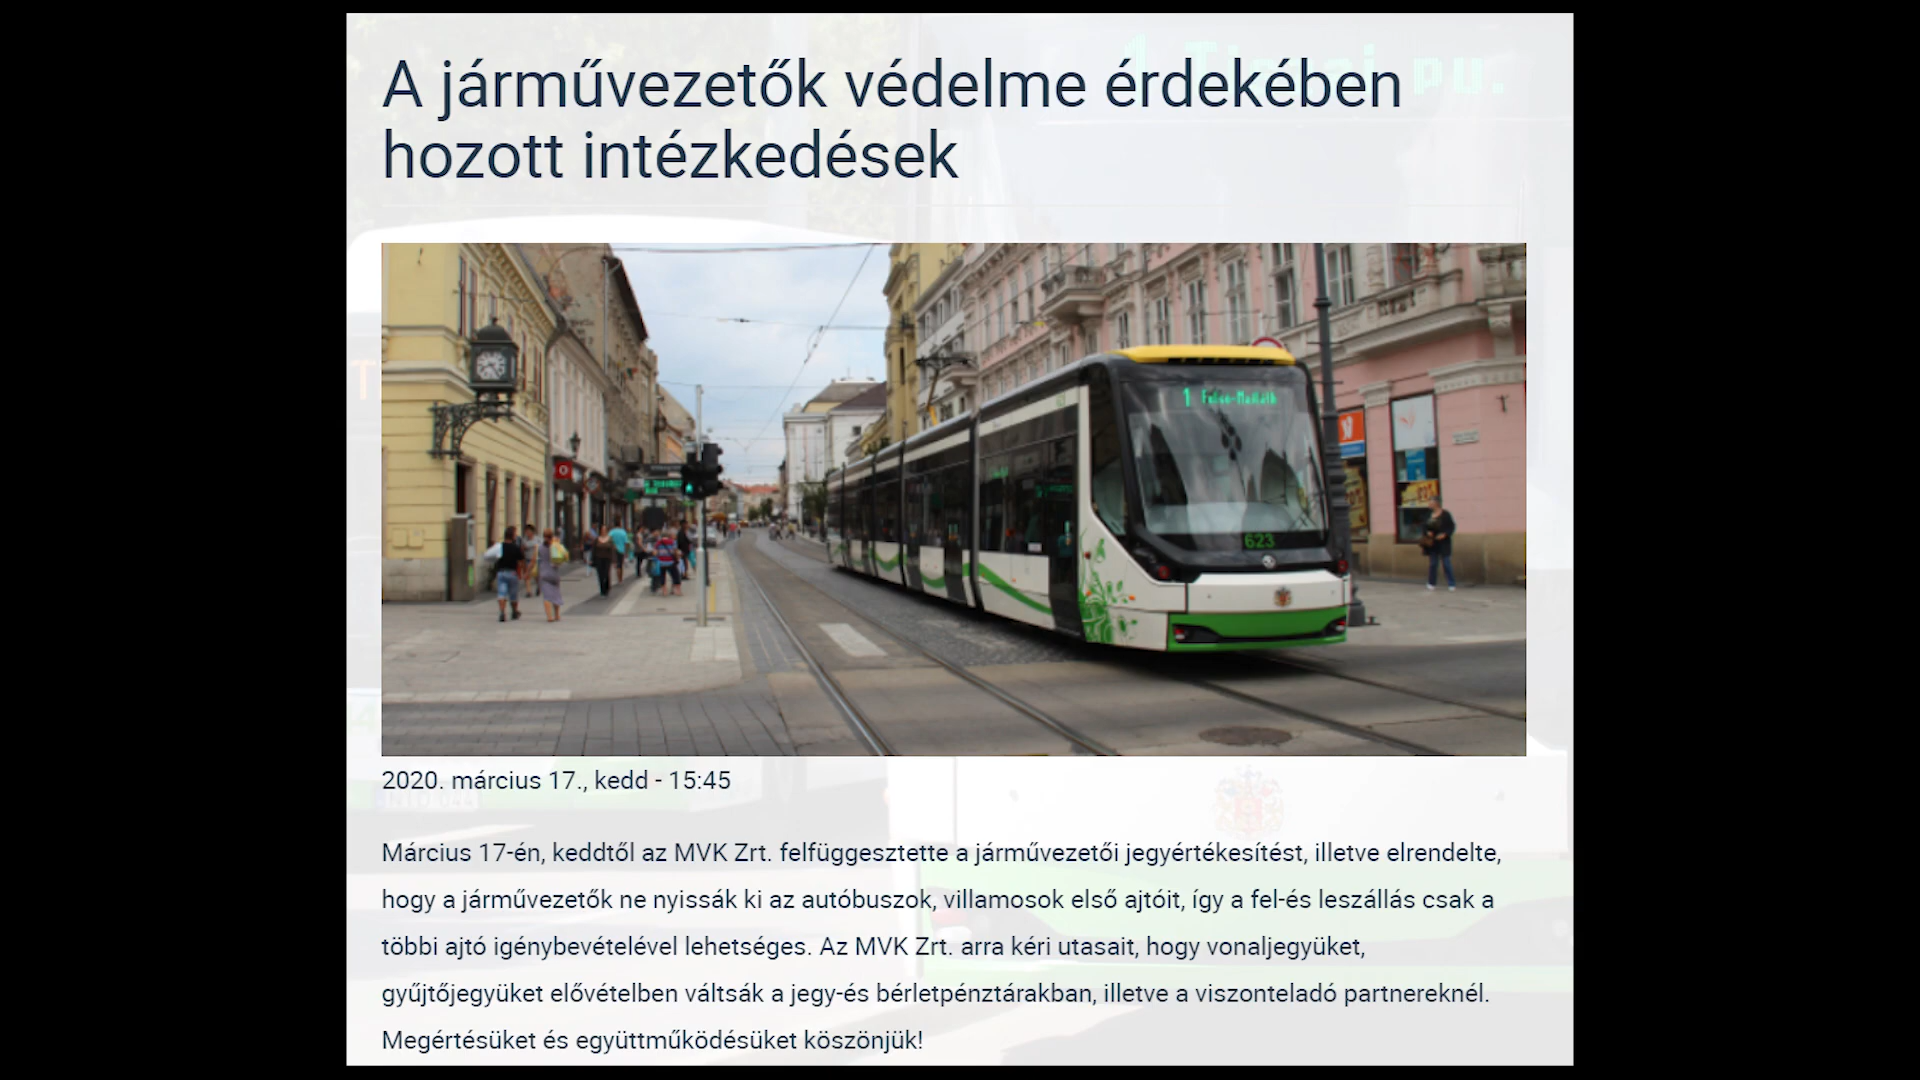 A járművezetők védelme érdekében
hozott intézkedések
1 Felső-Majláth
623
2020. március 17., kedd - 15:45
Március 17-én, keddtől az MVK Zrt. felfüggesztette a járművezetői jegyértékesítést, illetve elrendelte,
hogy a járművezetők ne nyissák ki az autóbuszok, villamosok első ajtóit, így a fel-és leszállás csak a
többi ajtó igénybevételével lehetséges. Az MVK Zrt. arra kéri utasait, hogy vonaljegyüket,
gyűjtőjegyüket elővételben váltsák a jegy-és bérletpénztárakban, illetve a viszonteladó partnereknél.
Megértésüket és együttműködésüket köszönjük!